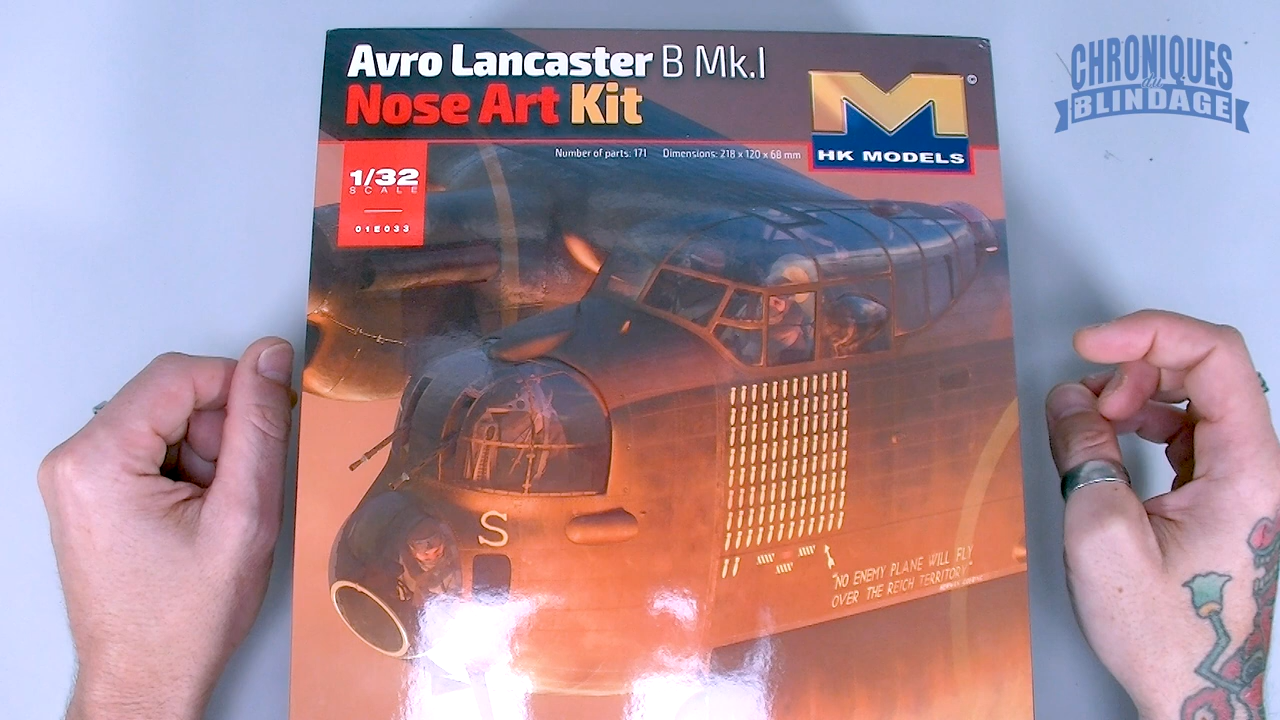 Avro Lancaster B Mk.I
Nose Art Kit
Number of parts: 171 Dimensions: 218 x 120 x 68 mm
M ®
HK MODELS
1/32
SCALE
01E033
CHRONIQUES
BLINDAGE
S
"NO ENEMY PLANE WILL FLY
OVER THE REICH TERRITORY"